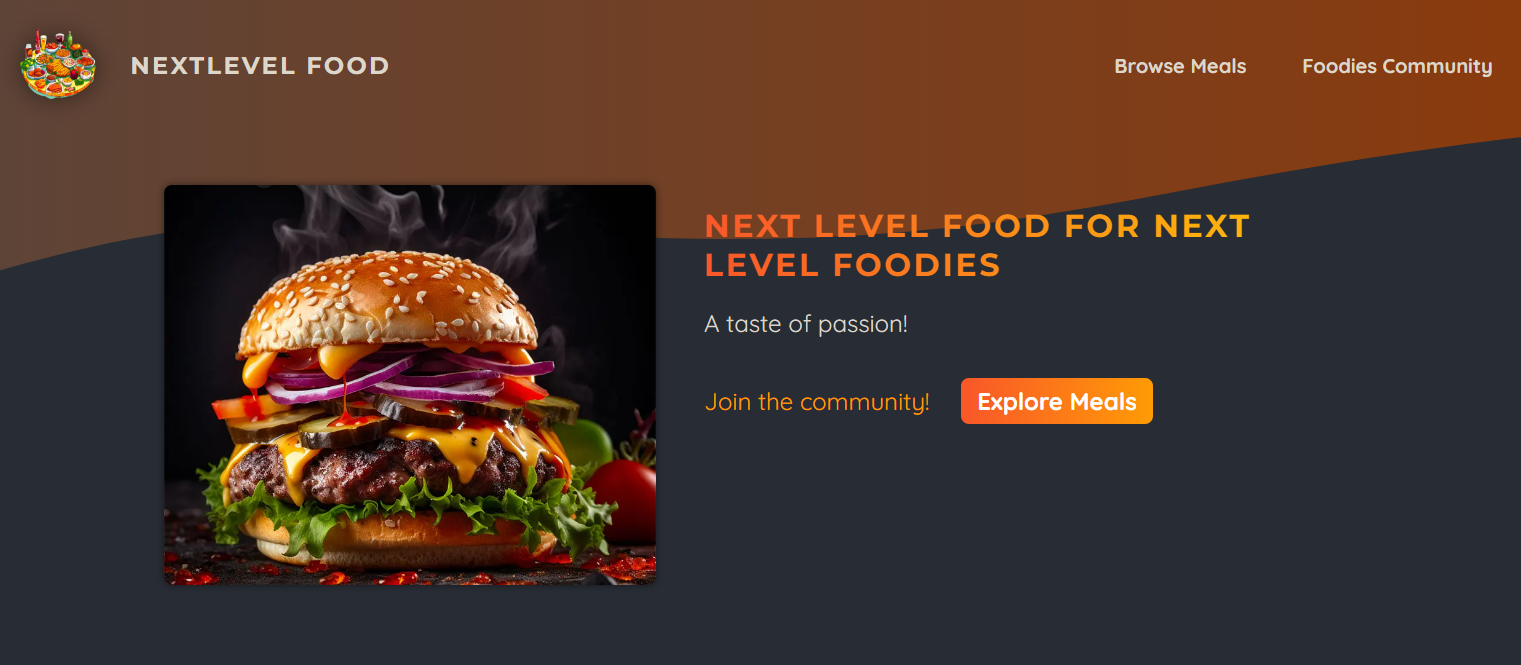 NEXTLEVEL FOOD
Browse Meals
Foodies Community
NEXT LEVEL FOOD FOR NEXT
LEVEL FOODIES
A taste of passion!
Join the community!
Explore Meals